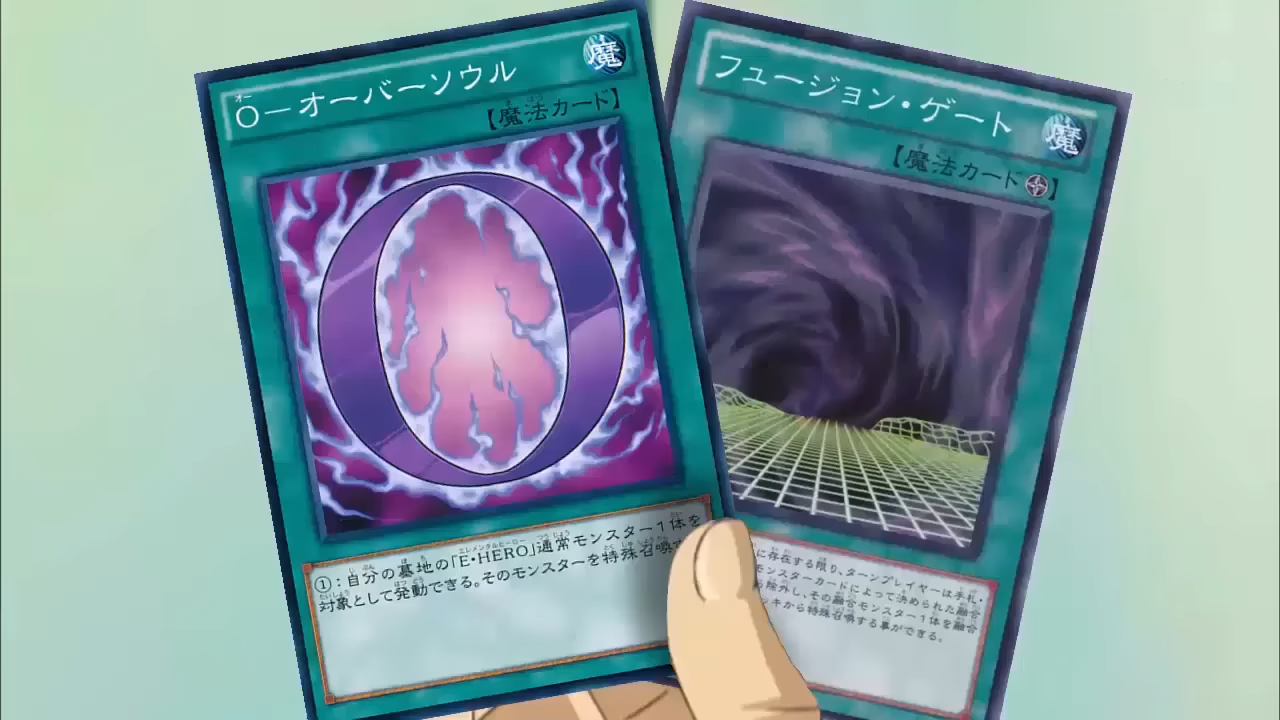 O－オーバーソウル
オー
魔
【魔法カード】
①：自分の墓地の「E・HERO」通常モンスター１体を
対象として発動できる。そのモンスターを特殊召喚す
フュージョン・ゲート
魔
【魔法カード】
に存在する限り、ターンプレイヤーは手札・
モンスターカードによって決められた融合
除外し、その融合モンスター１体を融合
ッキから特殊召喚する事ができる。